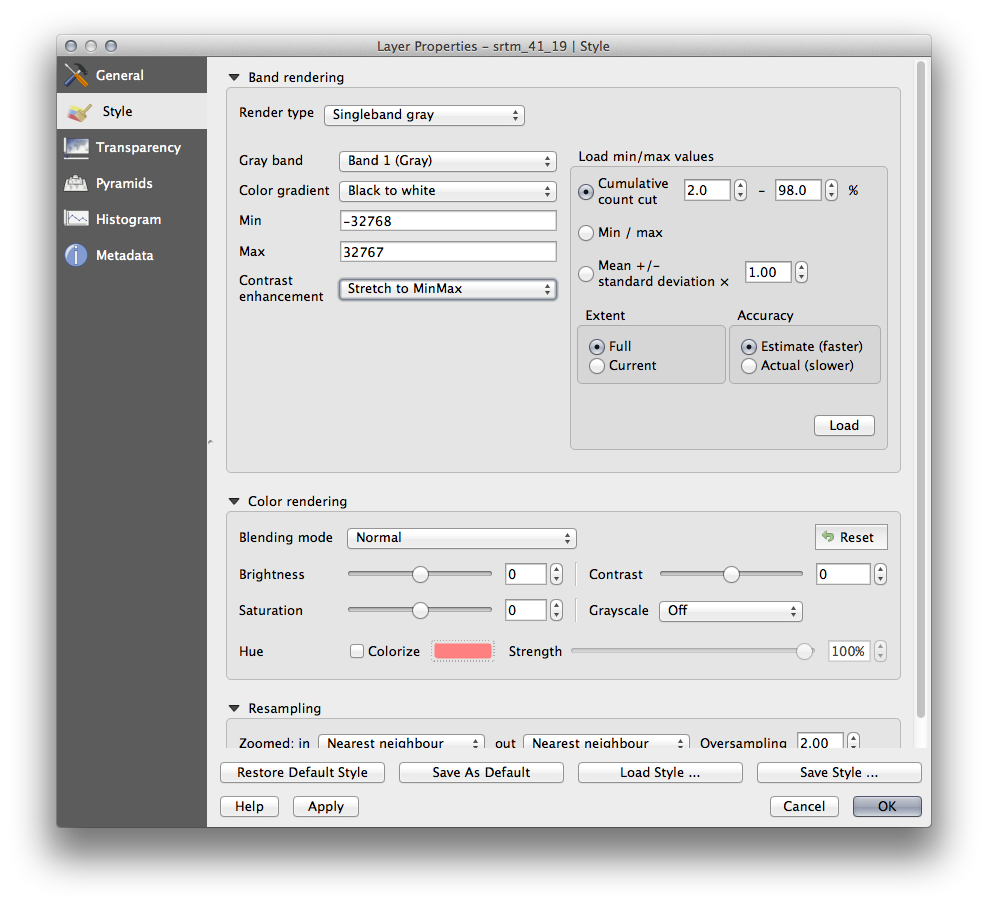 Layer Properties – srtm_41_19 | Style
General
Style
Transparency
Pyramids
Histogram
Metadata
Band rendering
Render type Singleband gray
Gray band Band 1 (Gray)
Color gradient Black to white
Min -32768
Max 32767
Contrast
enhancement Stretch to MinMax
Load min/max values
Cumulative
count cut 2.0 – 98.0 %
Min / max
Mean +/-
standard deviation × 1.00
Extent
Full
Current
Accuracy
Estimate (faster)
Actual (slower)
Load
Color rendering
Blending mode Normal Reset
Brightness 0 Contrast 0
Saturation 0 Grayscale Off
Hue Colorize Strength 100%
Resampling
Zoomed: in Nearest neighbour out Nearest neighbour Oversampling 2.00
Restore Default Style Save As Default Load Style ... Save Style ...
Help Apply Cancel OK